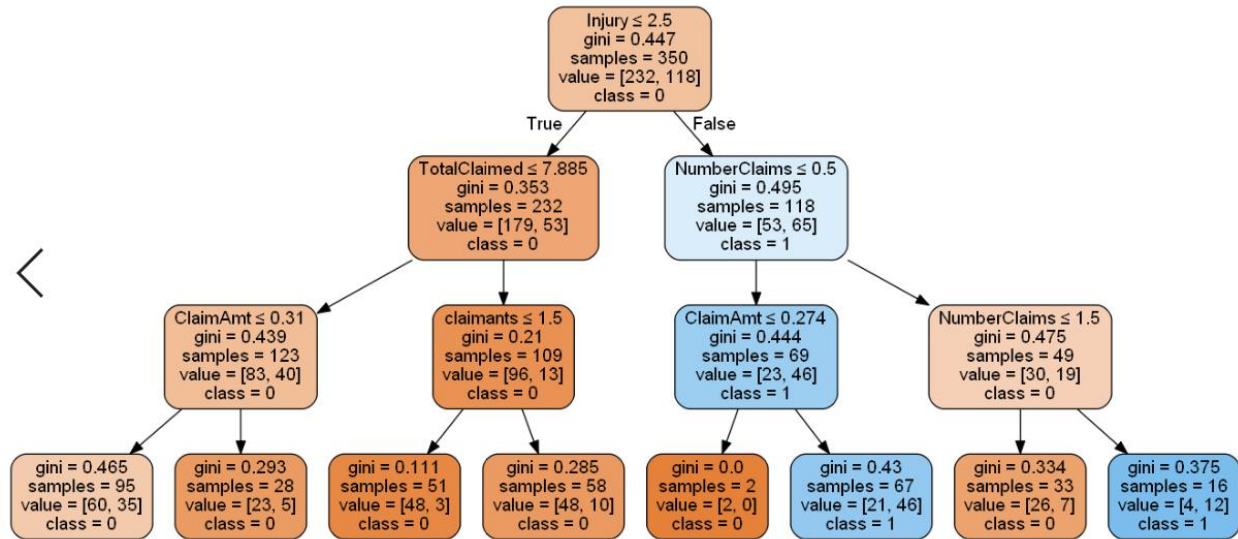 Injury ≤ 2.5
gini = 0.447
samples = 350
value = [232, 118]
class = 0
True
False
TotalClaimed ≤ 7.885
gini = 0.353
samples = 232
value = [179, 53]
class = 0
NumberClaims ≤ 0.5
gini = 0.495
samples = 118
value = [53, 65]
class = 1
ClaimAmt ≤ 0.31
gini = 0.439
samples = 123
value = [83, 40]
class = 0
claimants ≤ 1.5
gini = 0.21
samples = 109
value = [96, 13]
class = 0
ClaimAmt ≤ 0.274
gini = 0.444
samples = 69
value = [23, 46]
class = 1
NumberClaims ≤ 1.5
gini = 0.475
samples = 49
value = [30, 19]
class = 0
gini = 0.465
samples = 95
value = [60, 35]
class = 0
gini = 0.293
samples = 28
value = [23, 5]
class = 0
gini = 0.111
samples = 51
value = [48, 3]
class = 0
gini = 0.285
samples = 58
value = [48, 10]
class = 0
gini = 0.0
samples = 2
value = [2, 0]
class = 0
gini = 0.43
samples = 67
value = [21, 46]
class = 1
gini = 0.334
samples = 33
value = [26, 7]
class = 0
gini = 0.375
samples = 16
value = [4, 12]
class = 1